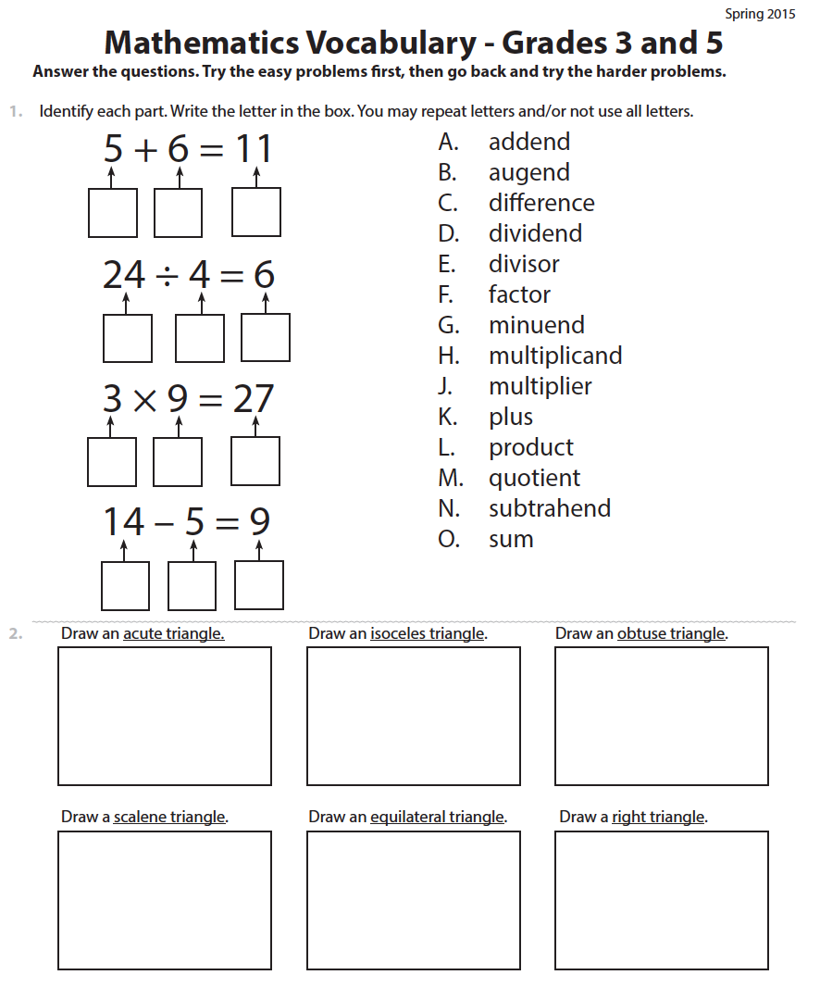 Spring 2015
Mathematics Vocabulary - Grades 3 and 5
Answer the questions. Try the easy problems first, then go back and try the harder problems.
1. Identify each part. Write the letter in the box. You may repeat letters and/or not use all letters.
5 + 6 = 11
24 ÷ 4 = 6
3 × 9 = 27
14 – 5 = 9
A. addend
B. augend
C. difference
D. dividend
E. divisor
F. factor
G. minuend
H. multiplicand
J. multiplier
K. plus
L. product
M. quotient
N. subtrahend
O. sum
2. Draw an acute triangle.
Draw an isoceles triangle.
Draw an obtuse triangle.
Draw a scalene triangle.
Draw an equilateral triangle.
Draw a right triangle.